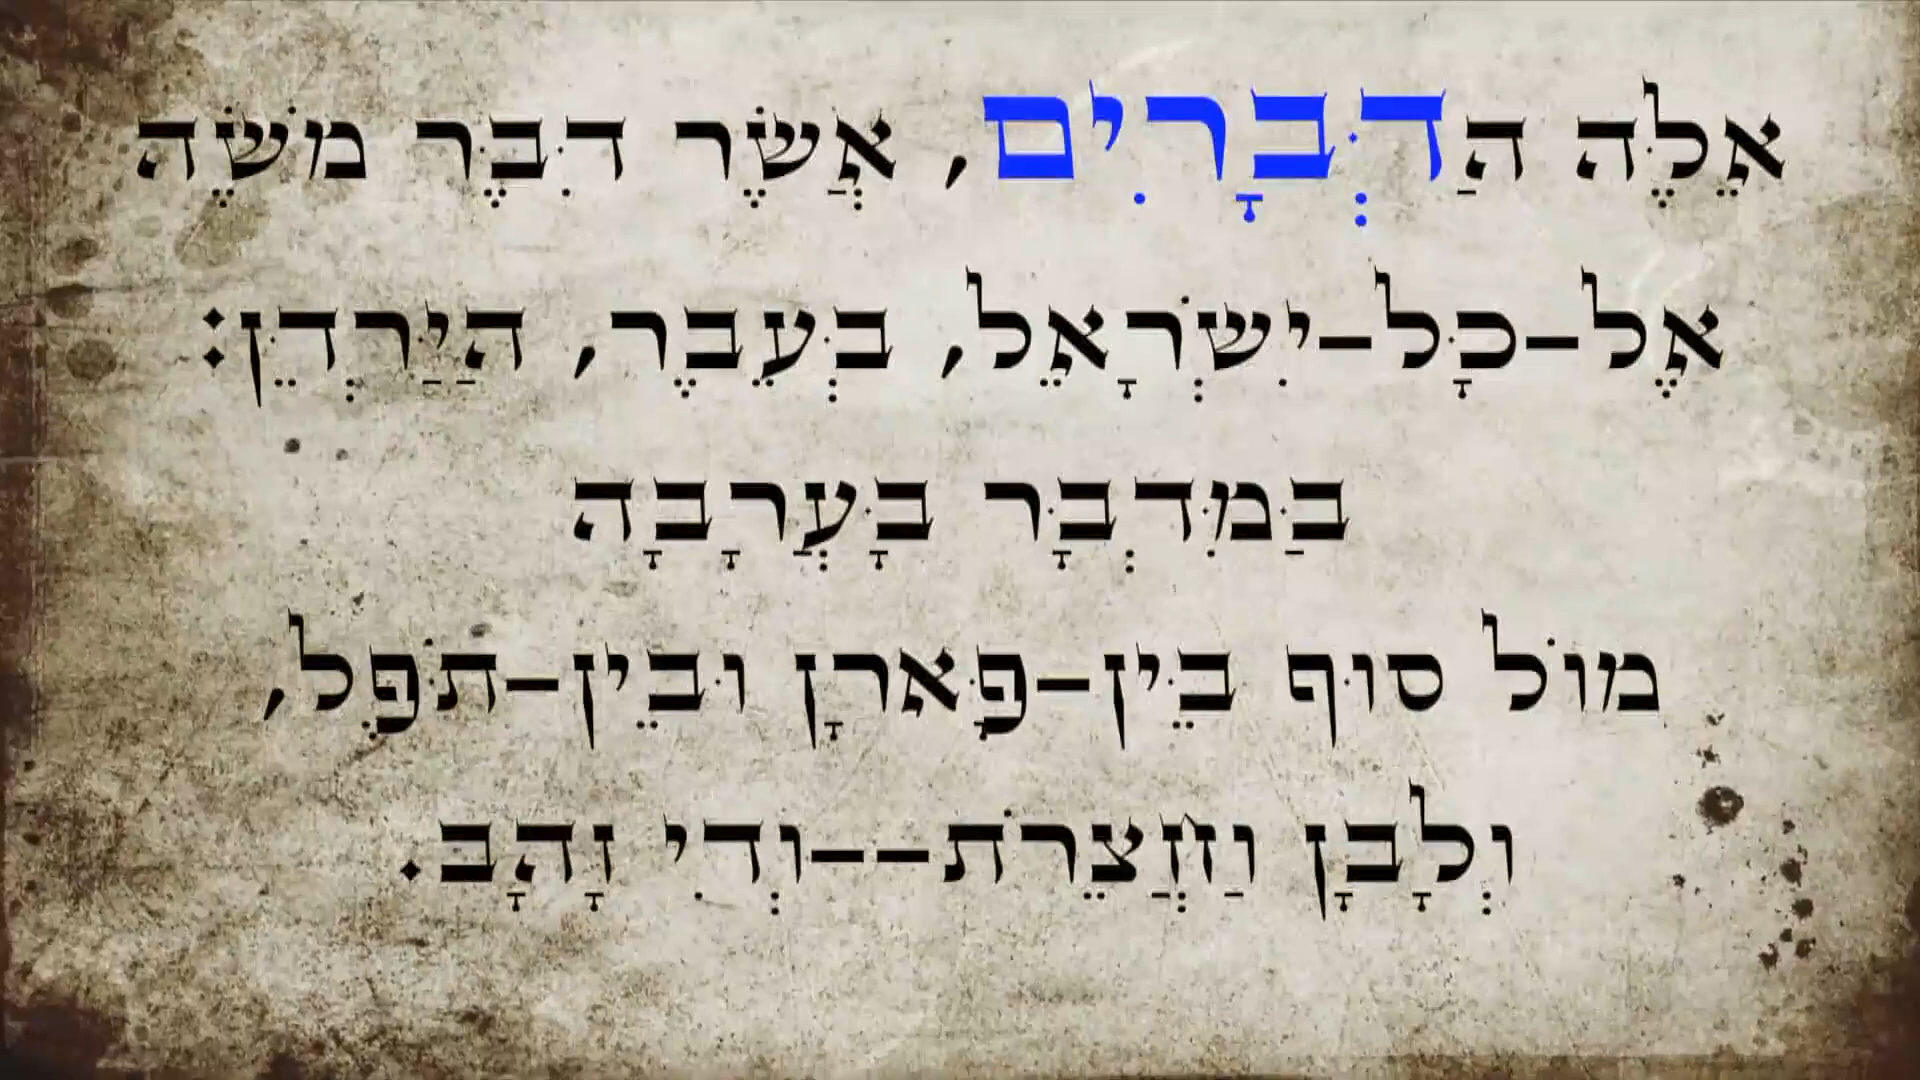 אֵלֶּה הַדְּבָרִים, אֲשֶׁר דִּבֶּר מֹשֶׁה
אֶל-כָּל-יִשְׂרָאֵל, בְּעֵבֶר, הַיַּרְדֵּן:
בַּמִּדְבָּר בָּעֲרָבָה
מוֹל סוּף בֵּין-פָּארָן וּבֵין-תֹּפֶל,
וְלָבָן וַחֲצֵרֹת--וְדִי זָהָב.